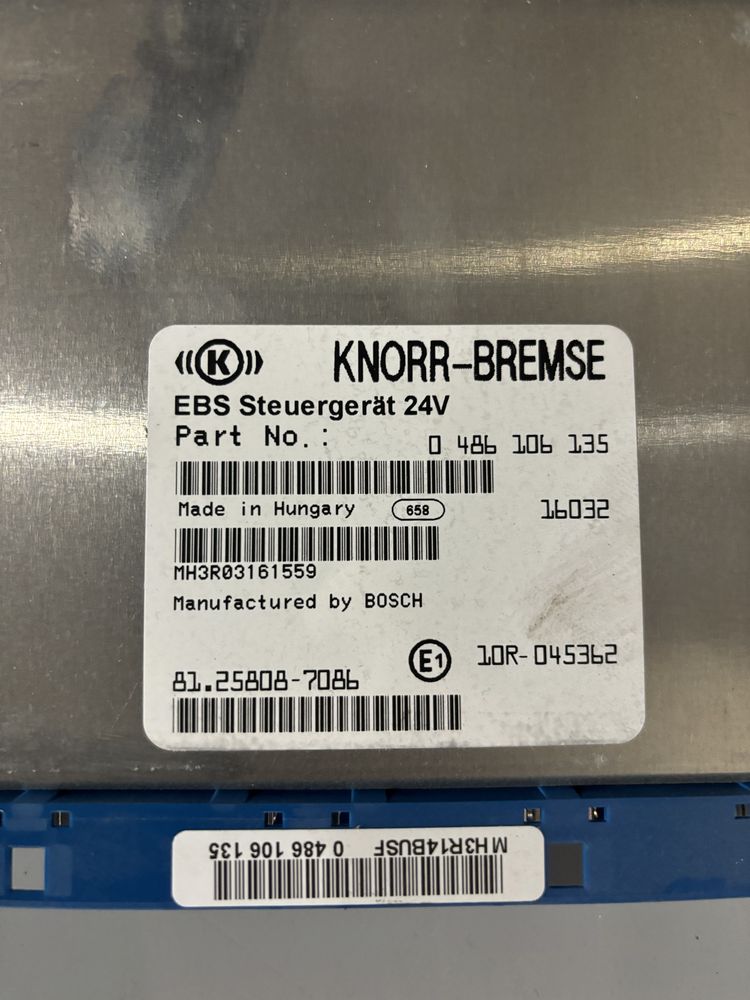 K KNORR-BREMSE
EBS Steuergerät 24V
Part No.: 0 486 106 135
Made in Hungary 658 16032
MH3R03161559
Manufactured by BOSCH
E1 10R-045362
81.25808-7086
MH3R14BUSF 0 486 106 135